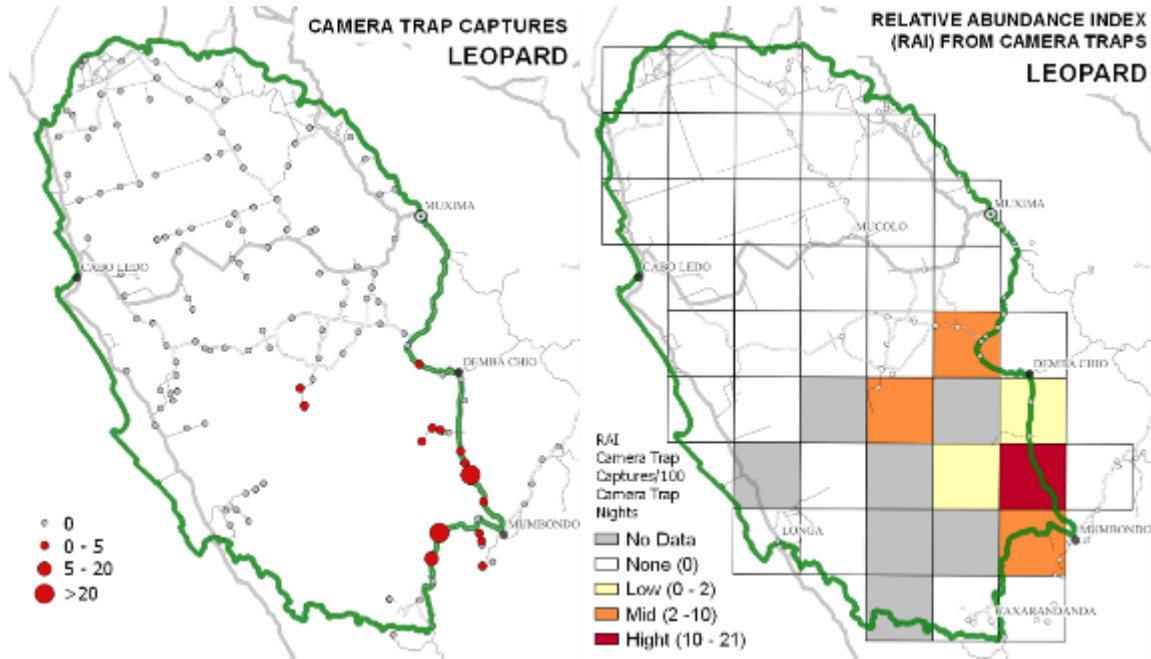 CAMERA TRAP CAPTURES
LEOPARD
MUXIMA
CABO LEDO
DEMBA CHIO
MUMBONDO
0
0 - 5
5 - 20
>20
RELATIVE ABUNDANCE INDEX
(RAI) FROM CAMERA TRAPS
LEOPARD
MUXIMA
MUCOLO
CABO LEDO
DEMBA CHIO
RAI
Camera Trap
Captures/100
Camera Trap
Nights
No Data
None (0)
Low (0 - 2)
Mid (2 -10)
Hight (10 - 21)
LONGA
MUMBONDO